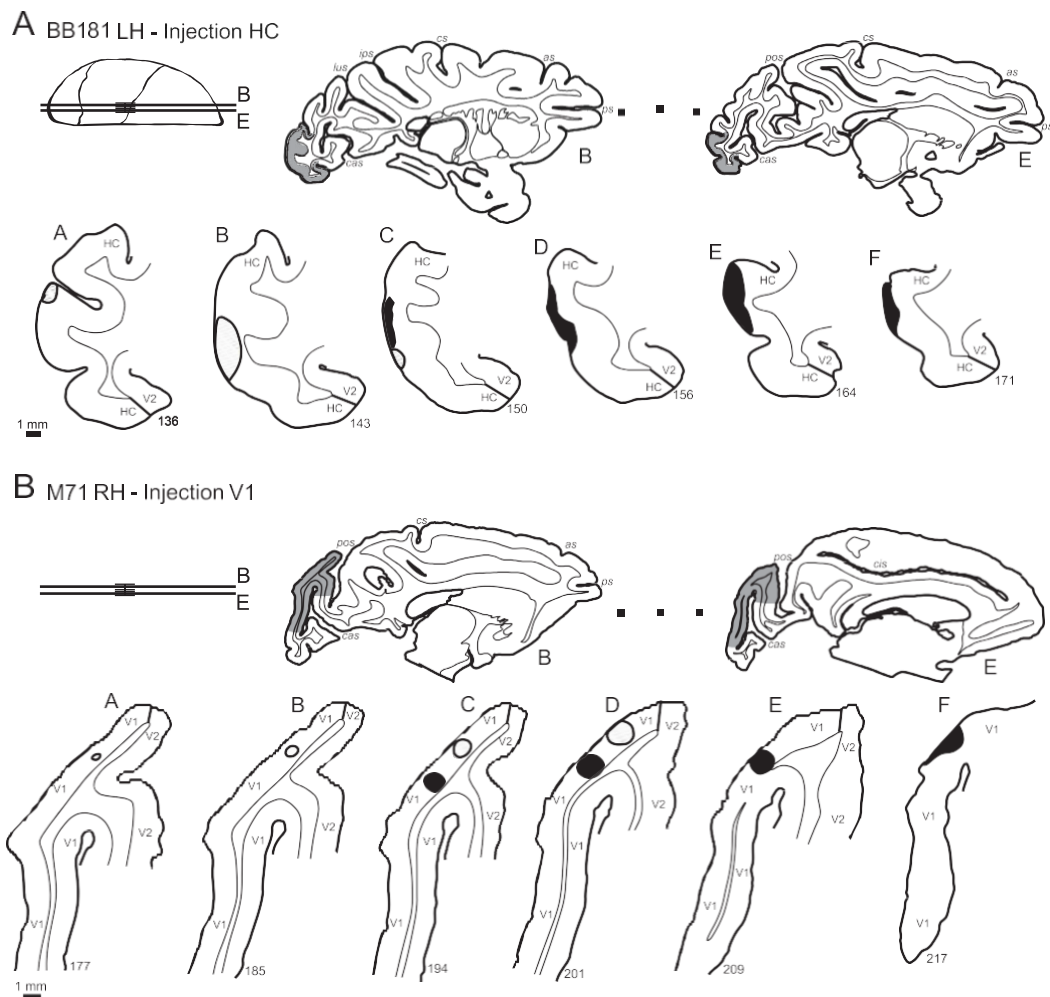 A BB181 LH - Injection HC
B
E
cs
ips
lus
as
ps
cas
B
cs
pos
as
ps
cas
E
A
HC
HC
V2
136
B
HC
HC
V2
143
C
HC
HC
V2
150
D
HC
HC
V2
156
E
HC
HC
V2
164
F
HC
HC
V2
171
1 mm
B M71 RH - Injection V1
B
E
cs
pos
as
ps
cas
B
pos
cis
cas
E
A
V1
V2
V1
V2
V1
177
B
V1
V2
V1
V2
V1
185
C
V1
V2
V1
V1
V2
V1
194
D
V1
V2
V1
V1
V2
V1
201
E
V1
V2
V1
V2
V1
209
F
V1
V1
V1
217
1 mm